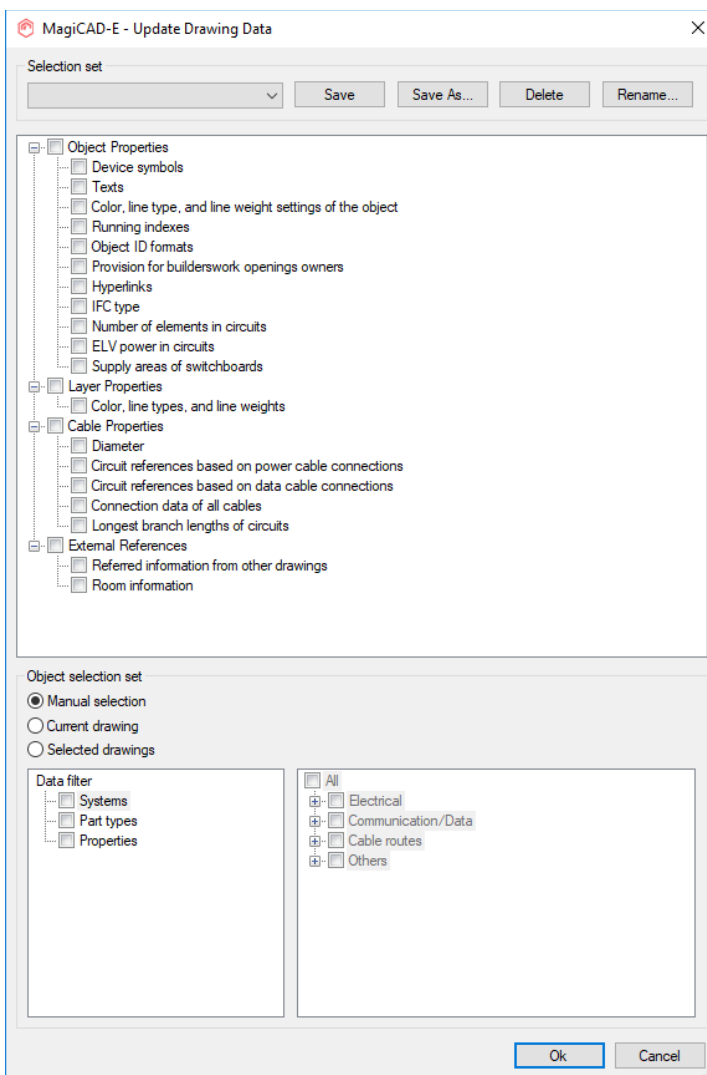 MagiCAD-E - Update Drawing Data
Selection set
Save Save As... Delete Rename...
Object Properties
Device symbols
Texts
Color, line type, and line weight settings of the object
Running indexes
Object ID formats
Provision for builderswork openings owners
Hyperlinks
IFC type
Number of elements in circuits
ELV power in circuits
Supply areas of switchboards
Layer Properties
Color, line types, and line weights
Cable Properties
Diameter
Circuit references based on power cable connections
Circuit references based on data cable connections
Connection data of all cables
Longest branch lengths of circuits
External References
Referred information from other drawings
Room information
Object selection set
Manual selection
Current drawing
Selected drawings
Data filter
Systems
Part types
Properties
All
Electrical
Communication/Data
Cable routes
Others
Ok Cancel